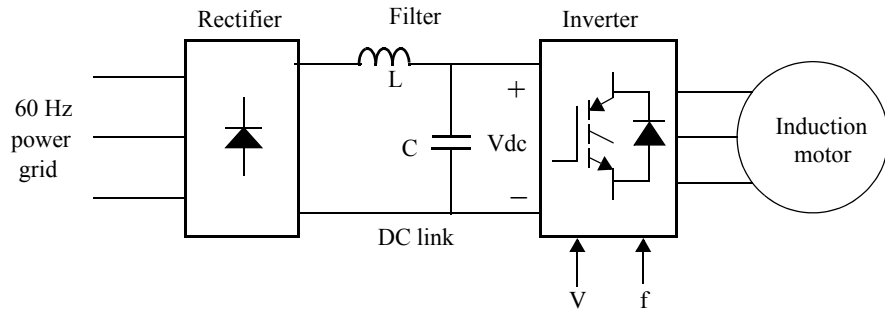 Rectifier
Filter
Inverter
60 Hz
power
grid
L
C
+
Vdc
−
Induction
motor
DC link
V
f